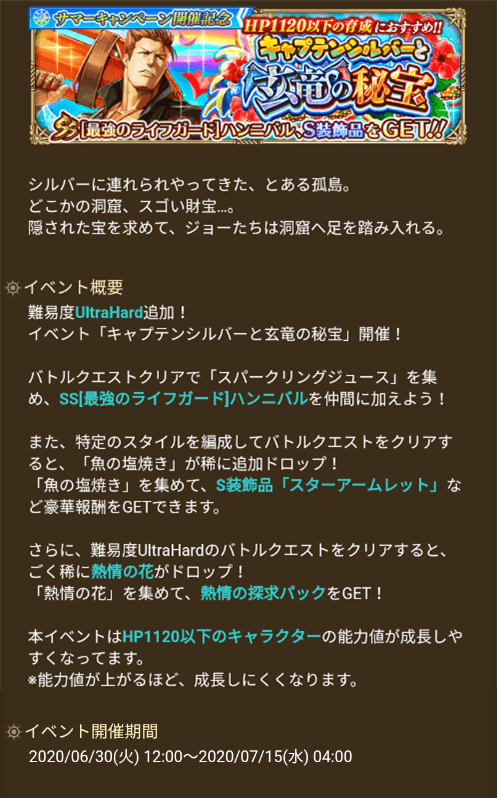 サマーキャンペーン開催記念
HP1120以下の育成におすすめ!!
キャプテンシルバーと
玄竜の秘宝
SS[最強のライフガード]ハンニバル、S装飾品をGET!!
シルバーに連れられやってきた、とある孤島。
どこかの洞窟、スゴい財宝…。
隠された宝を求めて、ジョーたちは洞窟へ足を踏み入れる。
イベント概要
難易度UltraHard追加！
イベント「キャプテンシルバーと玄竜の秘宝」開催！
バトルクエストクリアで「スパークリングジュース」を集
め、SS[最強のライフガード]ハンニバルを仲間に加えよう！
また、特定のスタイルを編成してバトルクエストをクリアす
ると、「魚の塩焼き」が稀に追加ドロップ！
「魚の塩焼き」を集めて、S装飾品「スターアームレット」な
ど豪華報酬をGETできます。
さらに、難易度UltraHardのバトルクエストをクリアすると、
ごく稀に熱情の花がドロップ！
「熱情の花」を集めて、熱情の探求パックをGET！
本イベントはHP1120以下のキャラクターの能力値が成長しや
すくなってます。
※能力値が上がるほど、成長しにくくなります。
イベント開催期間
2020/06/30(火) 12:00～2020/07/15(水) 04:00